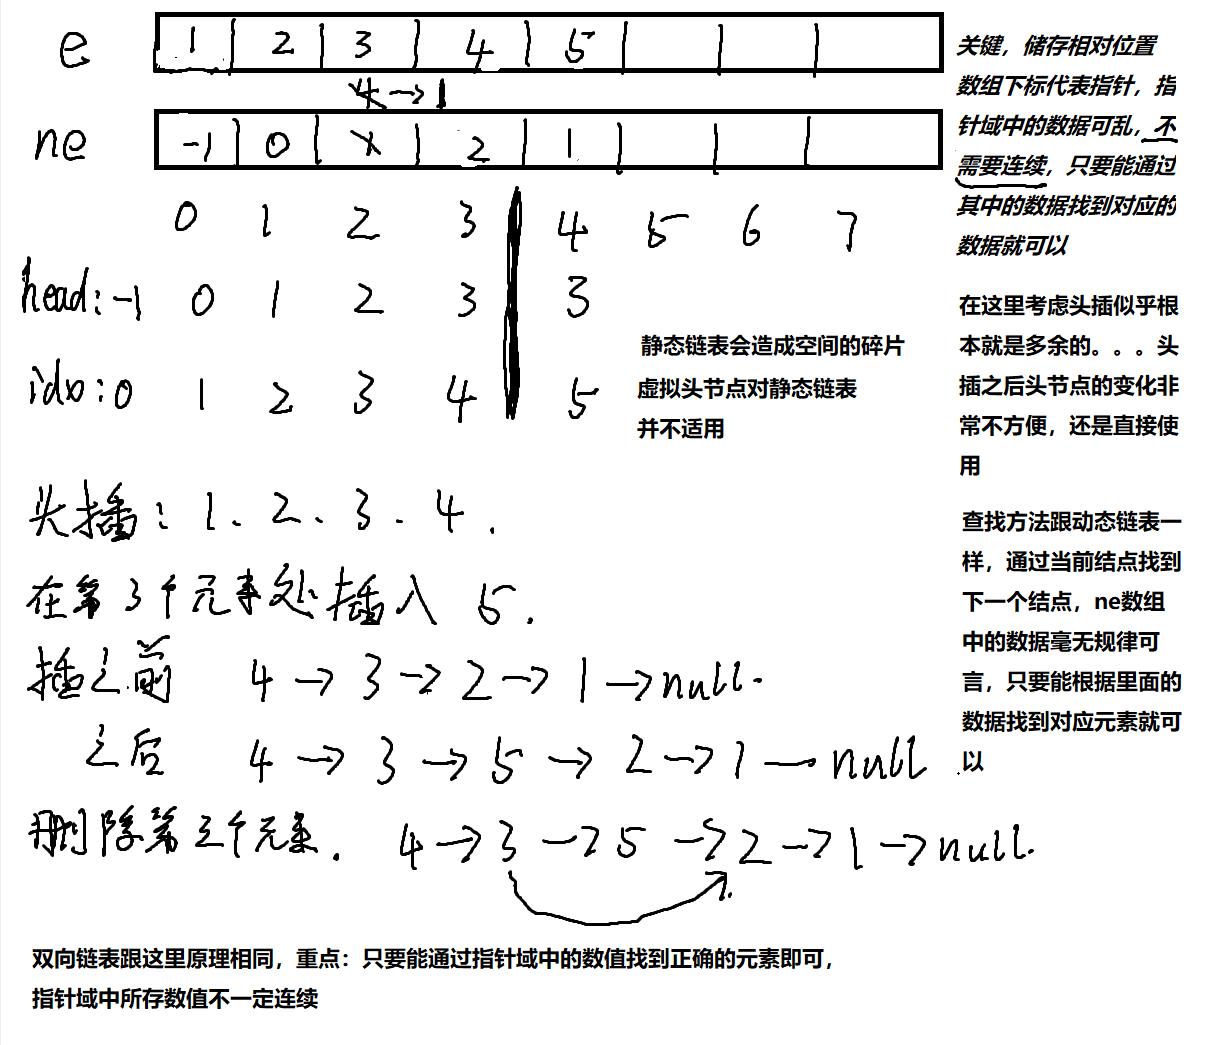 e 1 2 3 4 5
4→1
ne -1 0 2 1
0 1 2 3 4 5 6 7
head:-1 0 1 2 3 3
idx:0 1 2 3 4 5
头插:1、2、3、4.
在第3个元素处插入 5.
插之前 4→3→2→1→null.
之后 4→3→5→2→1—null
删除第三个元素. 4→3→5→2→1→null.
关键，储存相对位置
数组下标代表指针，指
针域中的数据可乱，不
需要连续，只要能通过
其中的数据找到对应的
数据就可以
静态链表会造成空间的碎片
虚拟头节点对静态链表
并不适用
在这里考虑头插似乎根
本就是多余的。。。头
插之后头节点的变化非
常不方便，还是直接使
用
查找方法跟动态链表一
样，通过当前结点找到
下一个结点，ne数组
中的数据毫无规律可
言，只要能根据里面的
数据找到对应元素就可
以
双向链表跟这里原理相同，重点：只要能通过指针域中的数值找到正确的元素即可，
指针域中所存数值不一定连续